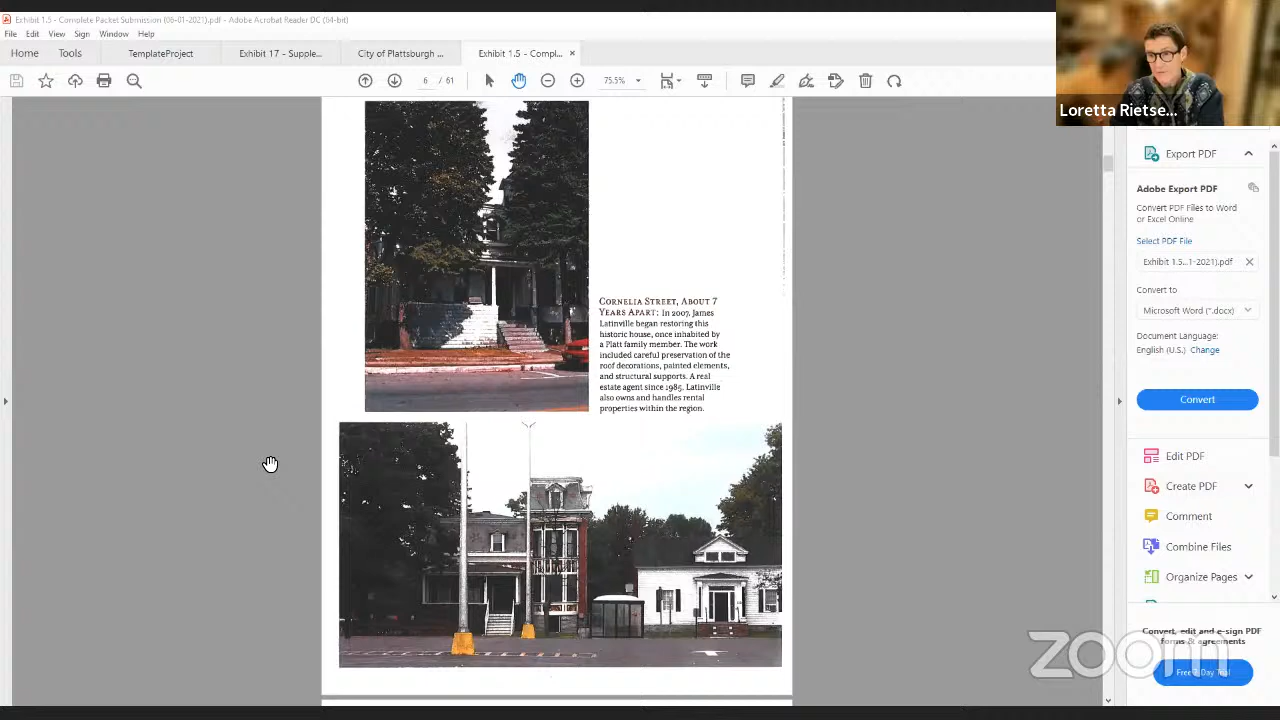 Exhibit 1.5 - Complete Packet Submission (06-01-2021).pdf - Adobe Acrobat Reader DC (64-bit)
File Edit View Sign Window Help
Home Tools TemplateProject Exhibit 17 - Supple... City of Plattsburgh ... Exhibit 1.5 - Compl... ×
6 / 61 75.5%
Loretta Rietse...
Export PDF
Adobe Export PDF
Convert PDF Files to Word
or Excel Online
Select PDF File
Exhibit 1.5...1-2021).pdf
Convert to
Microsoft Word (*.docx)
Document Language:
English (U.S.) Change
Convert
Edit PDF
Create PDF
Comment
Combine Files
Organize Pages
Convert, edit and e-sign PDF
forms & agreements
Free 7-Day Trial
CORNELIA STREET, ABOUT 7
YEARS APART: In 2007, James
Latinville began restoring this
historic house, once inhabited by
a Platt family member. The work
included careful preservation of the
roof decorations, painted elements,
and structural supports. A real
estate agent since 1985, Latinville
also owns and handles rental
properties within the region.
zoom